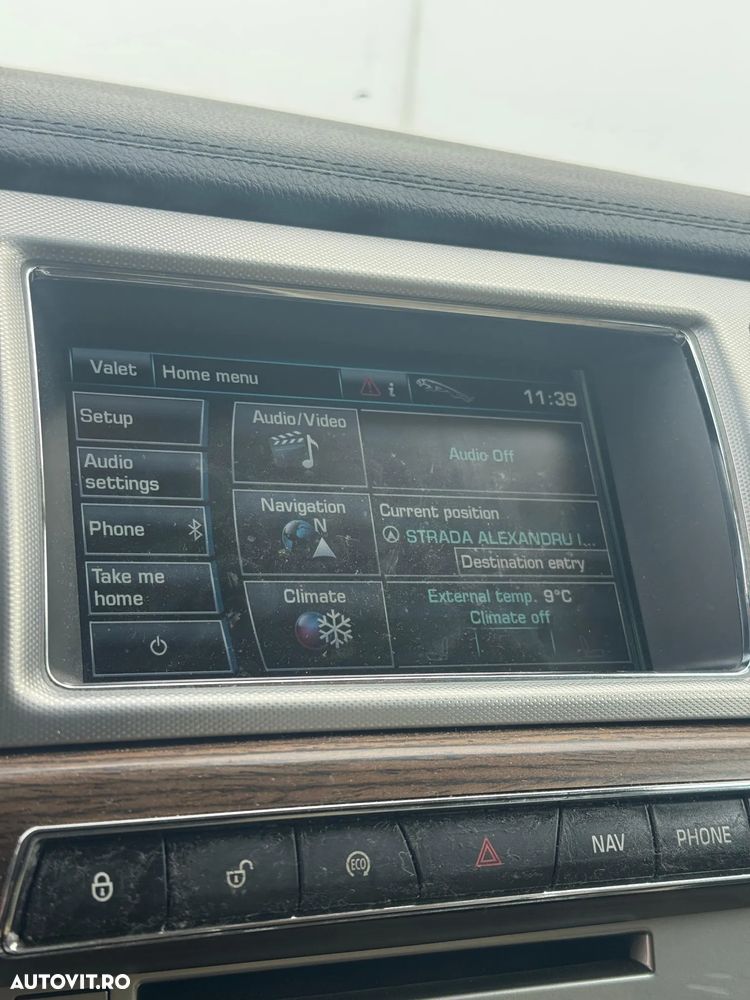 Valet Home menu i 11:39
Setup
Audio/Video
Audio Off
Audio
settings
Navigation
N
Current position
STRADA ALEXANDRU I...
Destination entry
Phone
Take me
home
Climate
External temp. 9°C
Climate off
ECO
NAV
PHONE
AUTOVIT.RO